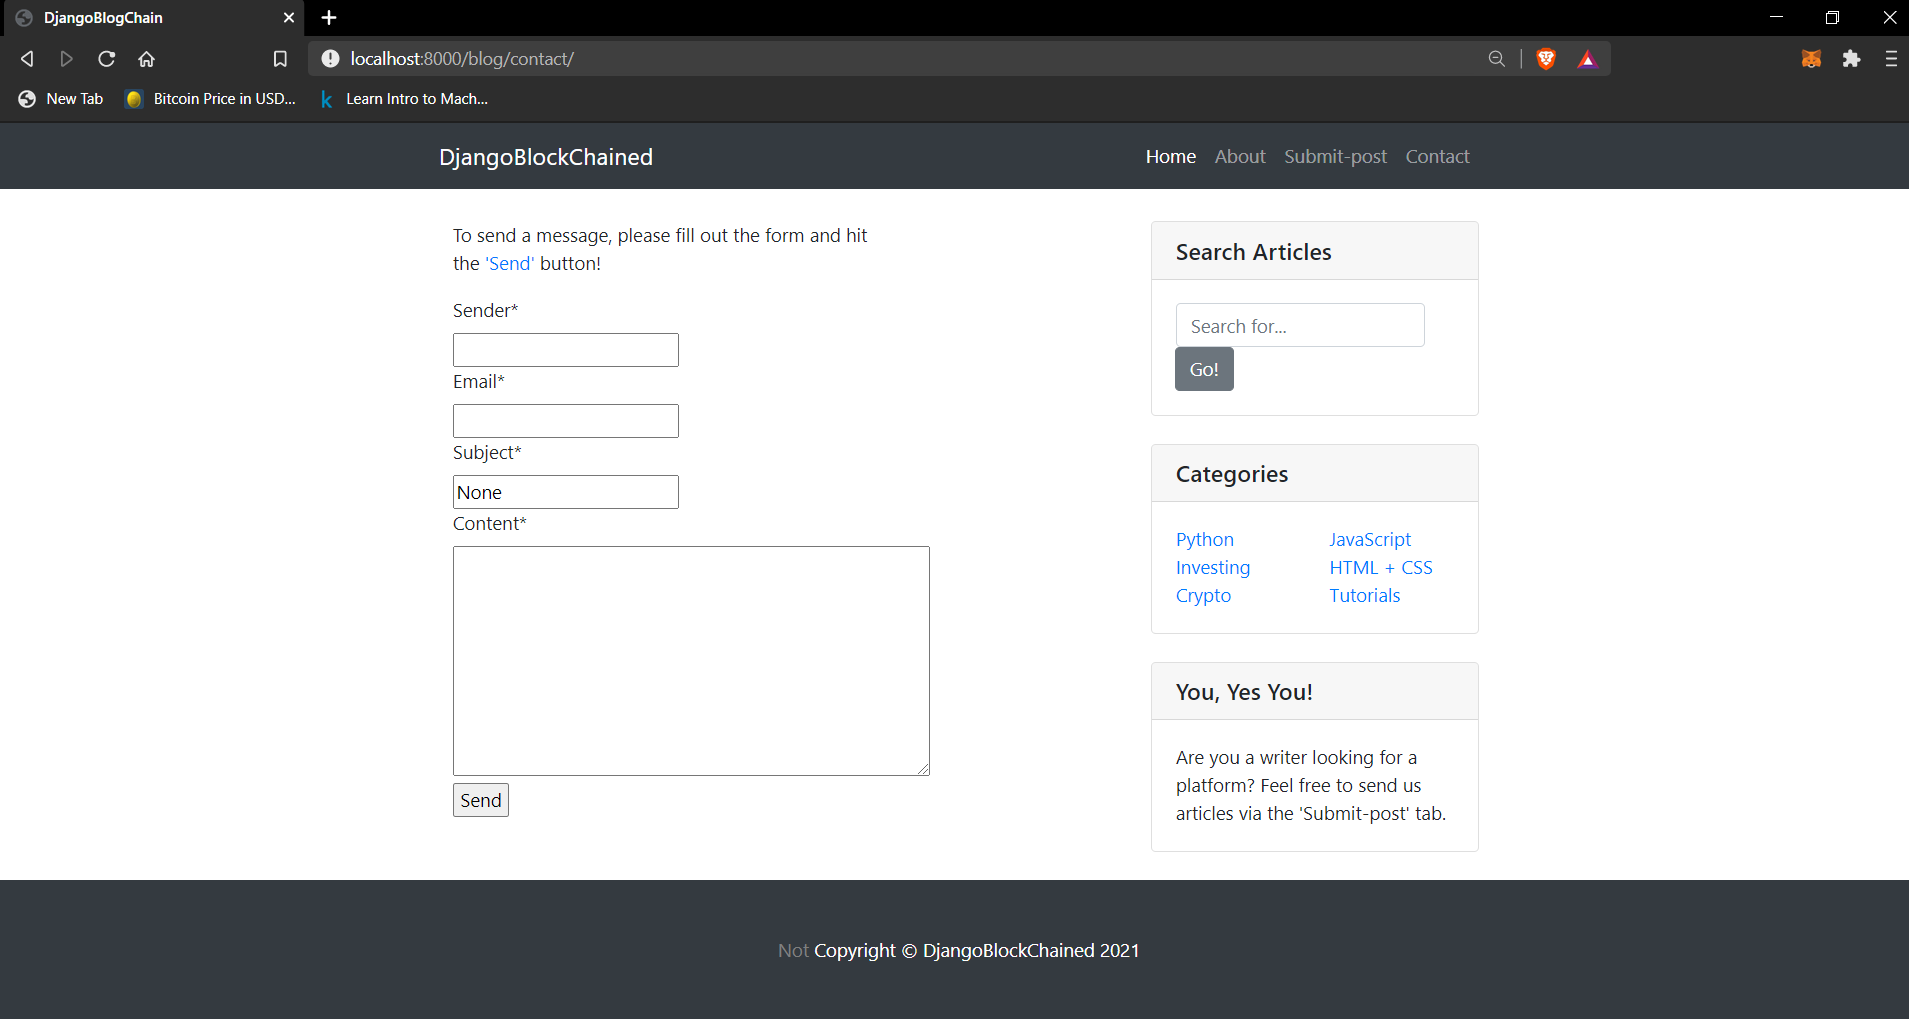 DjangoBlogChain
localhost:8000/blog/contact/
New Tab
Bitcoin Price in USD...
k
Learn Intro to Mach...
DjangoBlockChained
Home About Submit-post Contact
To send a message, please fill out the form and hit
the 'Send' button!
Sender*
Email*
Subject*
None
Content*
Send
Search Articles
Search for...
Go!
Categories
Python JavaScript
Investing HTML + CSS
Crypto Tutorials
You, Yes You!
Are you a writer looking for a
platform? Feel free to send us
articles via the 'Submit-post' tab.
Not Copyright © DjangoBlockChained 2021